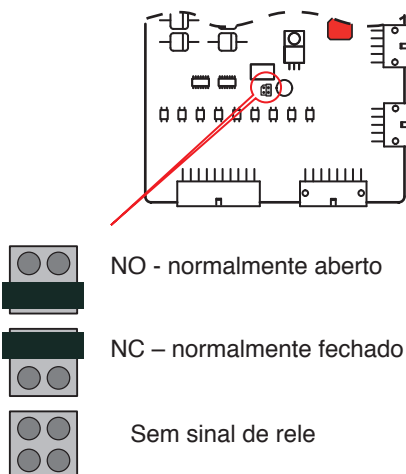 NO - normalmente aberto
NC – normalmente fechado
Sem sinal de rele